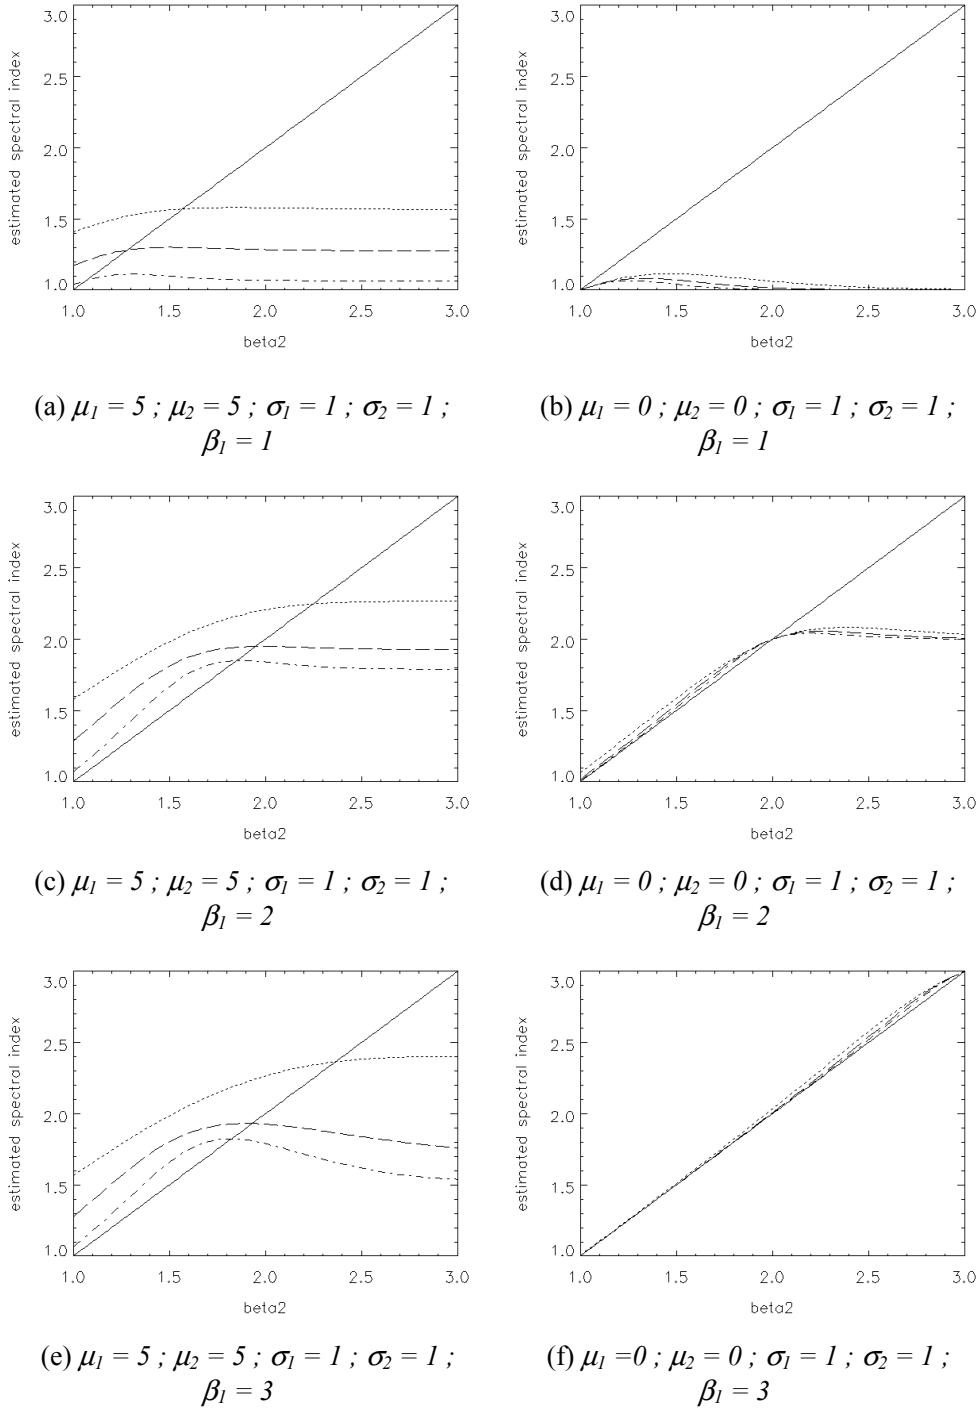 3.0
2.5
2.0
1.5
1.0
estimated spectral index
1.0 1.5 2.0 2.5 3.0
beta2
3.0
2.5
2.0
1.5
1.0
estimated spectral index
1.0 1.5 2.0 2.5 3.0
beta2
(a) μ1 = 5 ; μ2 = 5 ; σ1 = 1 ; σ2 = 1 ;
β1 = 1
(b) μ1 = 0 ; μ2 = 0 ; σ1 = 1 ; σ2 = 1 ;
β1 = 1
3.0
2.5
2.0
1.5
1.0
estimated spectral index
1.0 1.5 2.0 2.5 3.0
beta2
3.0
2.5
2.0
1.5
1.0
estimated spectral index
1.0 1.5 2.0 2.5 3.0
beta2
(c) μ1 = 5 ; μ2 = 5 ; σ1 = 1 ; σ2 = 1 ;
β1 = 2
(d) μ1 = 0 ; μ2 = 0 ; σ1 = 1 ; σ2 = 1 ;
β1 = 2
3.0
2.5
2.0
1.5
1.0
estimated spectral index
1.0 1.5 2.0 2.5 3.0
beta2
3.0
2.5
2.0
1.5
1.0
estimated spectral index
1.0 1.5 2.0 2.5 3.0
beta2
(e) μ1 = 5 ; μ2 = 5 ; σ1 = 1 ; σ2 = 1 ;
β1 = 3
(f) μ1 =0 ; μ2 = 0 ; σ1 = 1 ; σ2 = 1 ;
β1 = 3